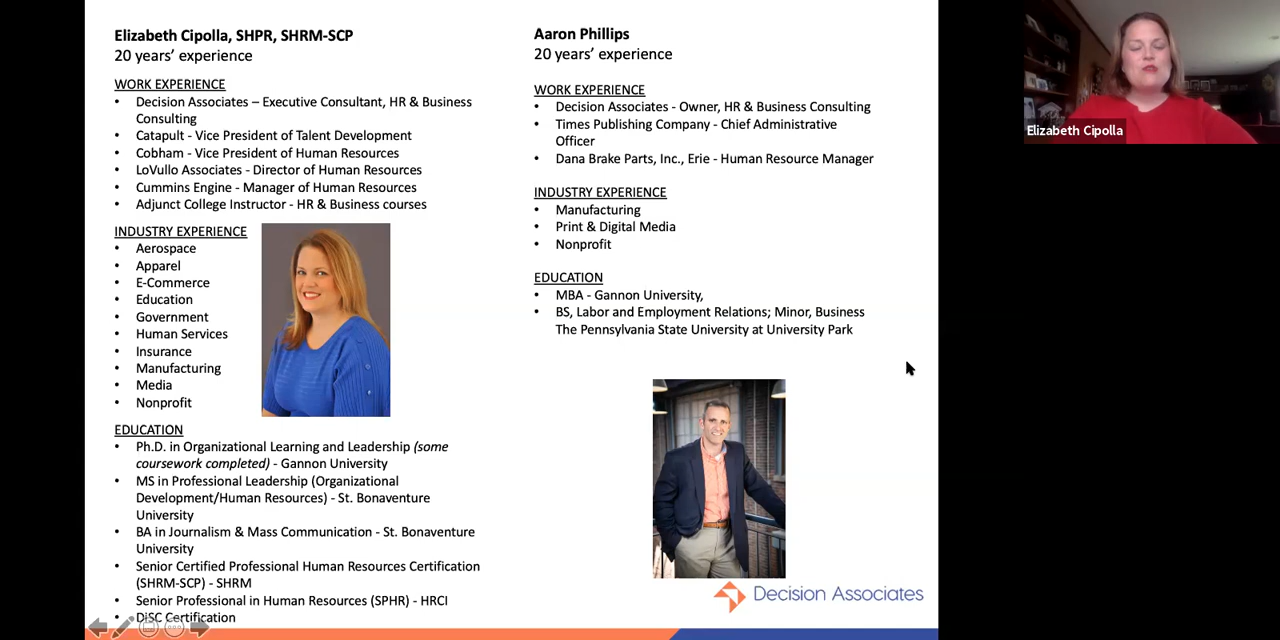 Elizabeth Cipolla, SHPR, SHRM-SCP
20 years' experience
WORK EXPERIENCE
• Decision Associates – Executive Consultant, HR & Business
Consulting
• Catapult - Vice President of Talent Development
• Cobham - Vice President of Human Resources
• LoVullo Associates - Director of Human Resources
• Cummins Engine - Manager of Human Resources
• Adjunct College Instructor - HR & Business courses
INDUSTRY EXPERIENCE
• Aerospace
• Apparel
• E-Commerce
• Education
• Government
• Human Services
• Insurance
• Manufacturing
• Media
• Nonprofit
EDUCATION
• Ph.D. in Organizational Learning and Leadership (some
coursework completed) - Gannon University
• MS in Professional Leadership (Organizational
Development/Human Resources) - St. Bonaventure
University
• BA in Journalism & Mass Communication - St. Bonaventure
University
• Senior Certified Professional Human Resources Certification
(SHRM-SCP) - SHRM
• Senior Professional in Human Resources (SPHR) - HRCI
• DiSC Certification
Aaron Phillips
20 years' experience
WORK EXPERIENCE
• Decision Associates - Owner, HR & Business Consulting
• Times Publishing Company - Chief Administrative
Officer
• Dana Brake Parts, Inc., Erie - Human Resource Manager
INDUSTRY EXPERIENCE
• Manufacturing
• Print & Digital Media
• Nonprofit
EDUCATION
• MBA - Gannon University,
• BS, Labor and Employment Relations; Minor, Business
The Pennsylvania State University at University Park
Decision Associates
Elizabeth Cipolla